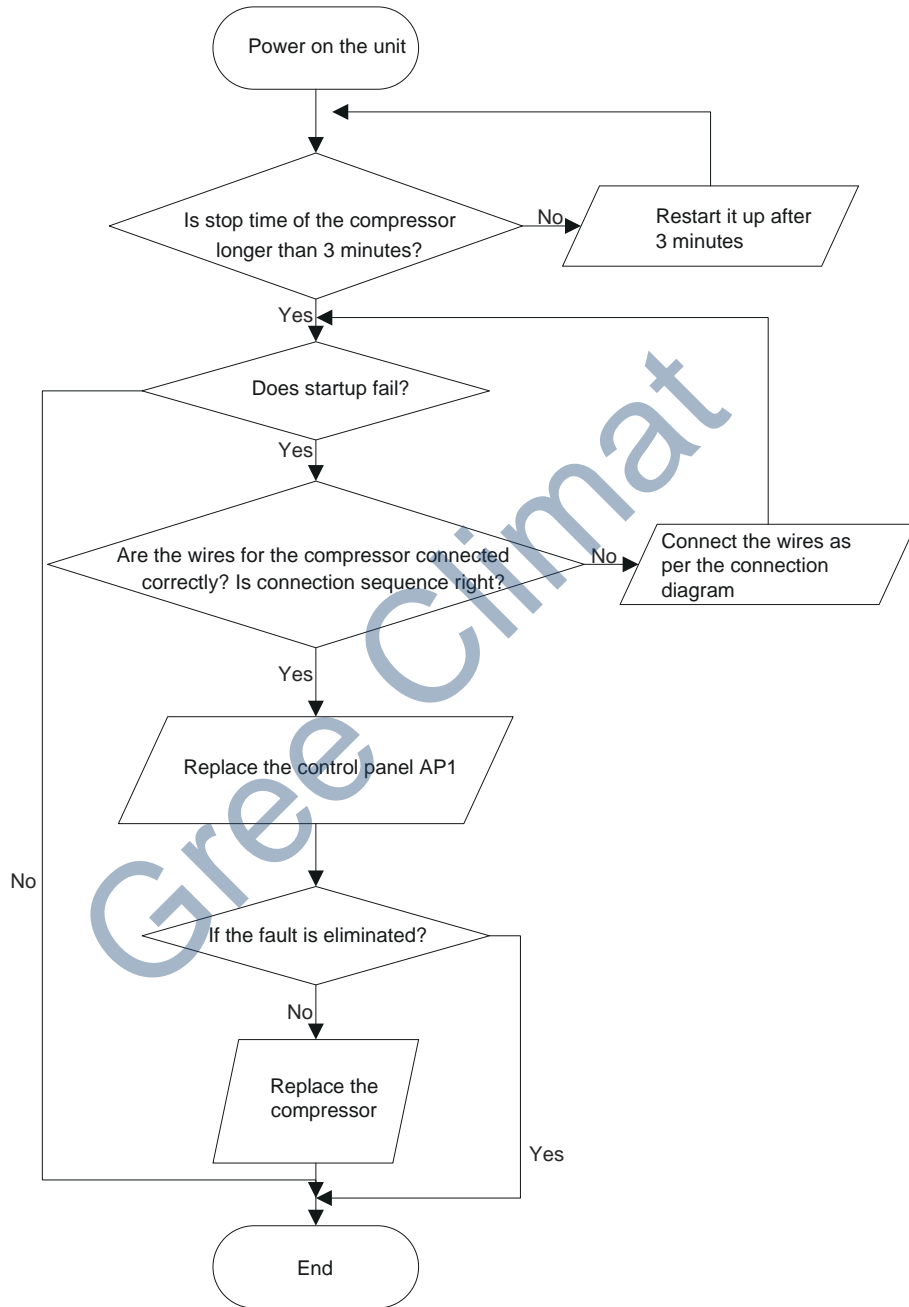 Power on the unit
Is stop time of the compressor
longer than 3 minutes?
No
Restart it up after
3 minutes
Yes
Does startup fail?
Yes
Are the wires for the compressor connected
correctly? Is connection sequence right?
No
Connect the wires as
per the connection
diagram
Yes
Replace the control panel AP1
No
If the fault is eliminated?
No
Replace the
compressor
Yes
End
Gree Climat